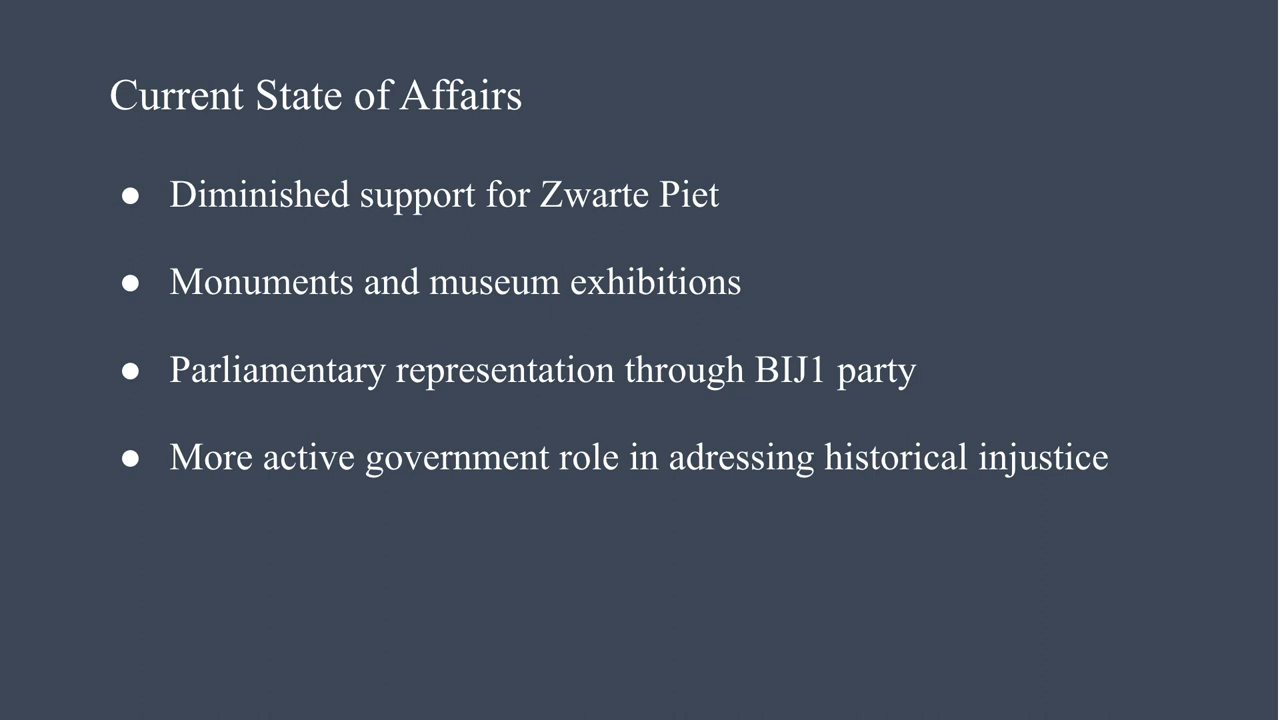 Current State of Affairs
● Diminished support for Zwarte Piet
● Monuments and museum exhibitions
● Parliamentary representation through BIJ1 party
● More active government role in adressing historical injustice